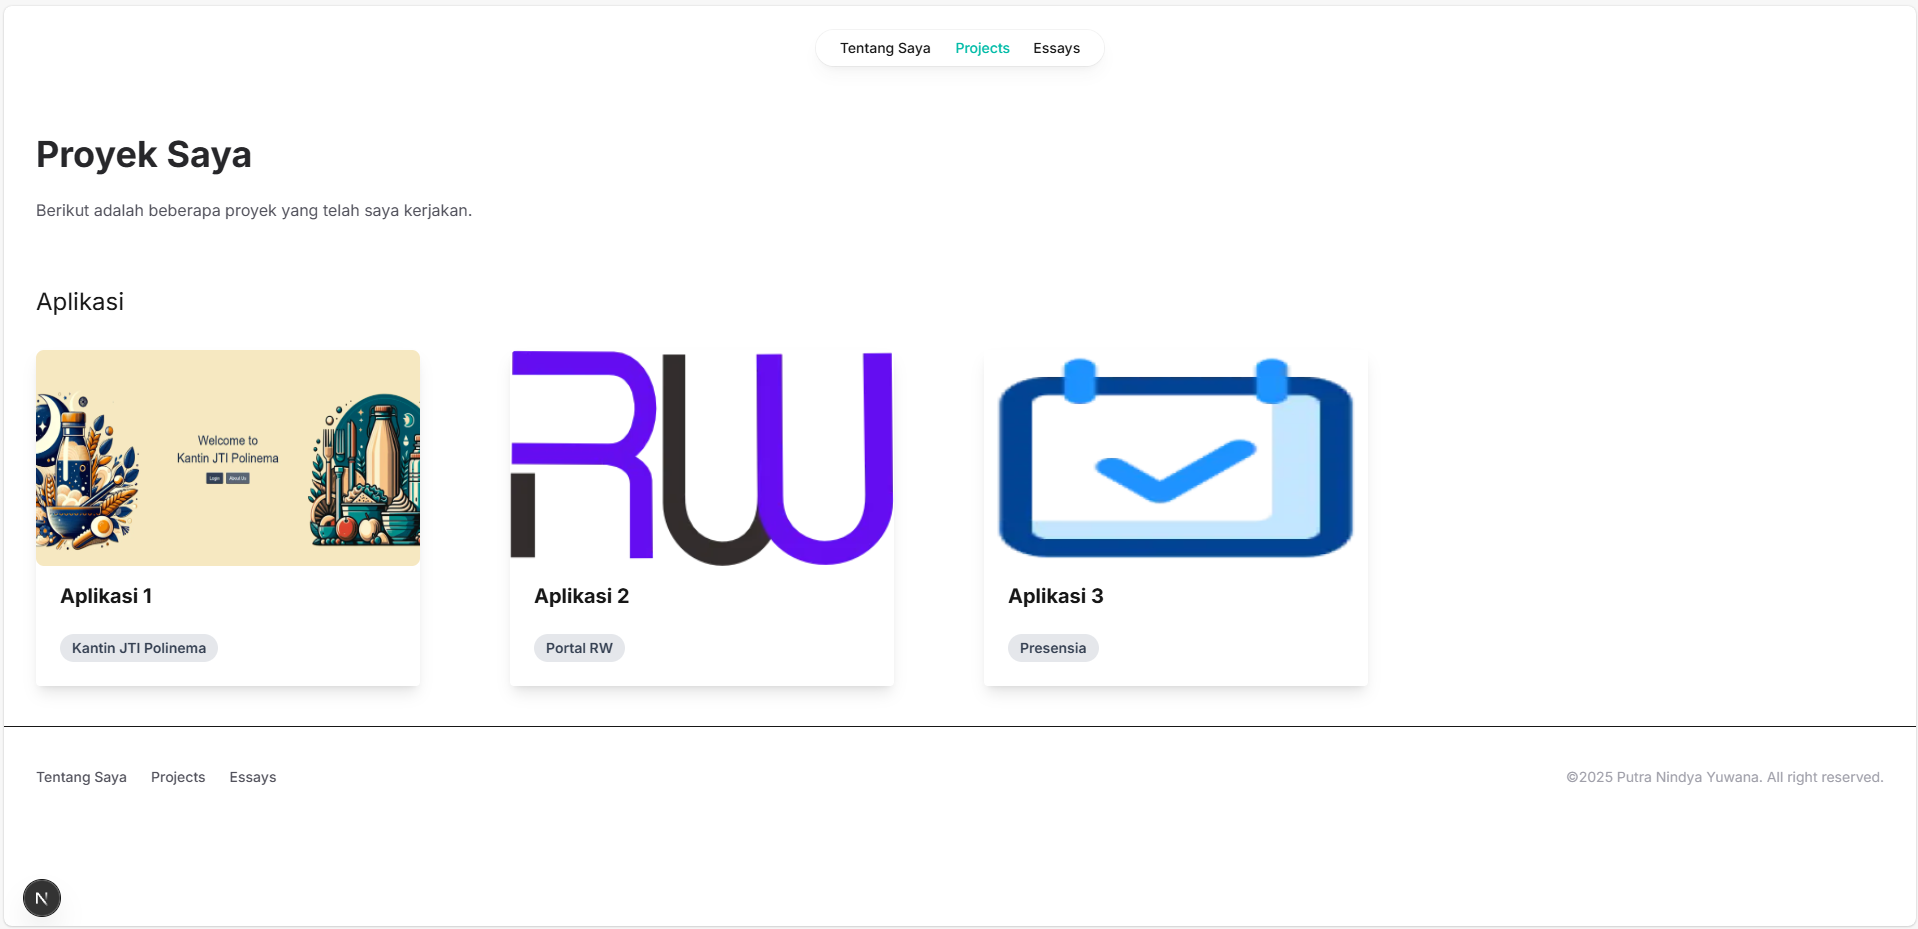 Tentang Saya Projects Essays
Proyek Saya
Berikut adalah beberapa proyek yang telah saya kerjakan.
Aplikasi
Welcome to
Kantin JTI Polinema
Login About Us
RW
Aplikasi 1
Kantin JTI Polinema
Aplikasi 2
Portal RW
Aplikasi 3
Presensia
Tentang Saya Projects Essays
©2025 Putra Nindya Yuwana. All right reserved.
N